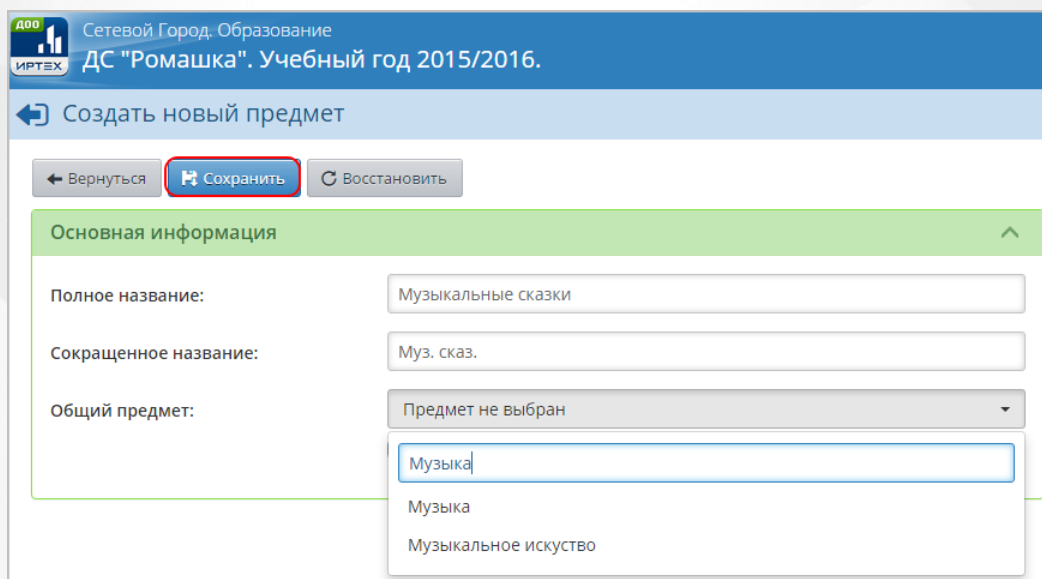 ДОО
ИРТЕХ
Сетевой Город. Образование
ДС "Ромашка". Учебный год 2015/2016.
Создать новый предмет
Вернуться Сохранить Восстановить
Основная информация
Полное название: Музыкальные сказки
Сокращенное название: Муз. сказ.
Общий предмет: Предмет не выбран
Музыка
Музыка
Музыкальное искуство